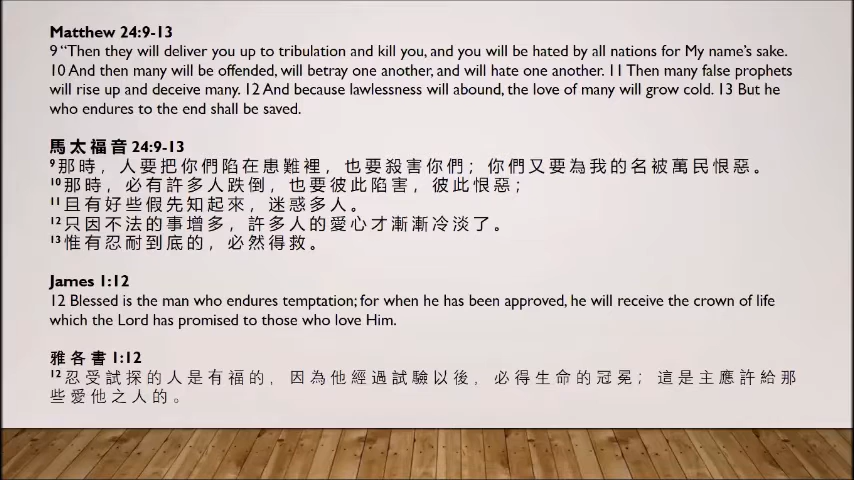 Matthew 24:9-13
9 “Then they will deliver you up to tribulation and kill you, and you will be hated by all nations for My name’s sake.
10 And then many will be offended, will betray one another, and will hate one another. 11 Then many false prophets
will rise up and deceive many. 12 And because lawlessness will abound, the love of many will grow cold. 13 But he
who endures to the end shall be saved.
馬太福音 24:9-13
9那時，人要把你們陷在患難裡，也要殺害你們；你們又要為我的名被萬民恨惡。
10那時，必有許多人跌倒，也要彼此陷害，彼此恨惡；
11且有好些假先知起來，迷惑多人。
12只因不法的事增多，許多人的愛心才漸漸冷淡了。
13惟有忍耐到底的，必然得救。
James 1:12
12 Blessed is the man who endures temptation; for when he has been approved, he will receive the crown of life
which the Lord has promised to those who love Him.
雅各書 1:12
12忍受試探的人是有福的，因為他經過試驗以後，必得生命的冠冕；這是主應許給那
些愛他之人的。